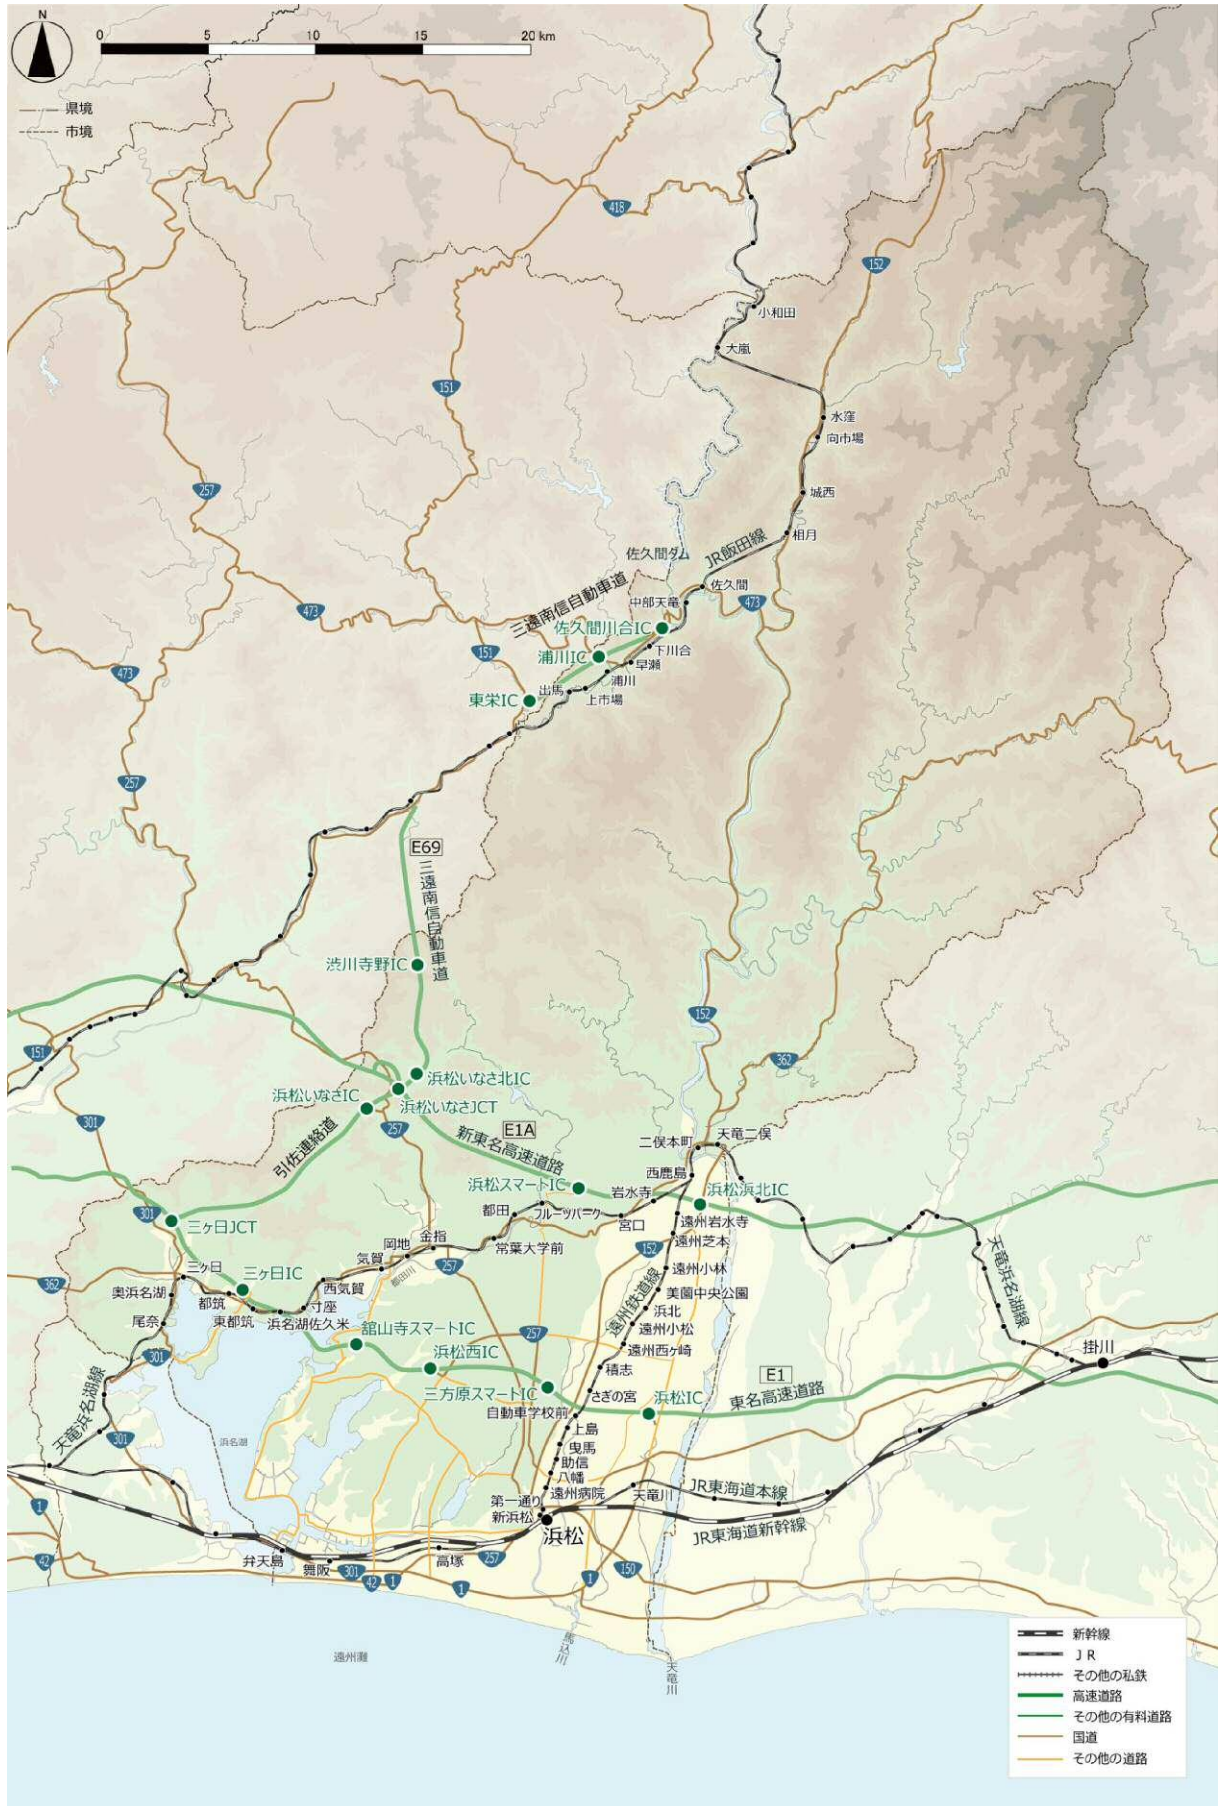 N
0 5 10 15 20 km
県境
市境
418
152
小和田
大嵐
151
水窪
向市場
257
城西
相月
JR飯田線
佐久間ダム
佐久間
三遠南信自動車道
中部天竜
473
473
佐久間川合IC
下川合
151
浦川IC
早瀬
473
浦川
出馬
上市場
東栄IC
257
E69
三遠南信自動車道
渋川寺野IC
152
151
362
浜松いなさ北IC
浜松いなさIC
浜松いなさJCT
301
257
E1A
新東名高速道路
引佐連絡道
天竜二俣
二俣本町
西鹿島
浜松スマートIC
岩水寺
浜松浜北IC
301
三ヶ日JCT
都田
フルーツパーク
宮口
遠州岩水寺
金指
常葉大学前
152
遠州芝本
岡地
気賀
257
都田川
遠州小林
天竜浜名湖線
362
三ヶ日
三ヶ日IC
西気賀
奥浜名湖
都筑
寸座
遠州鉄道線
美薗中央公園
浜北
尾奈
東都筑
浜名湖佐久米
遠州小松
舘山寺スマートIC
257
遠州西ケ崎
301
浜松西IC
積志
掛川
三方原スマートIC
さぎの宮
E1
東名高速道路
自動車学校前
浜松IC
天竜浜名湖線
301
浜名湖
上島
曳馬
助信
八幡
遠州病院
JR東海道本線
天竜川
第一通り
新浜松
1
浜松
JR東海道新幹線
42
弁天島
舞阪
高塚
257
301
42
1
1
1
150
馬込川
天竜川
遠州灘
新幹線
JR
その他の私鉄
高速道路
その他の有料道路
国道
その他の道路